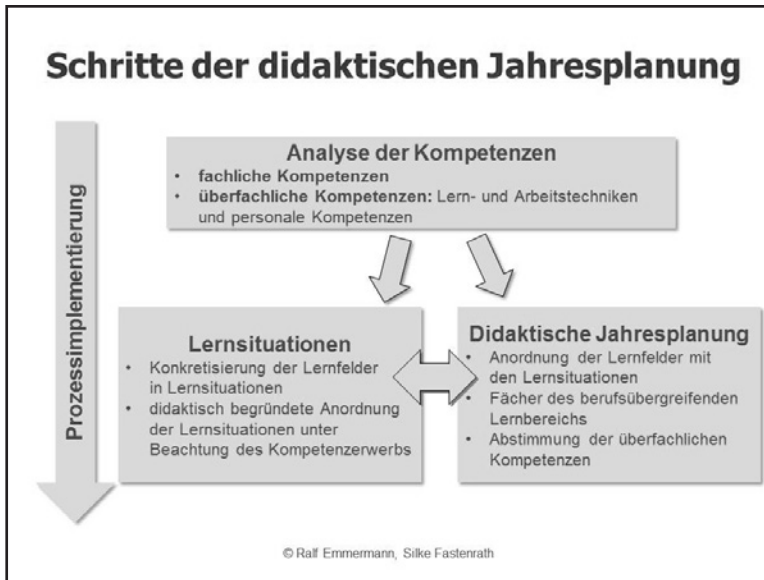 Schritte der didaktischen Jahresplanung
Prozessimplementierung
Analyse der Kompetenzen
• fachliche Kompetenzen
• überfachliche Kompetenzen: Lern- und Arbeitstechniken
und personale Kompetenzen
Lernsituationen
• Konkretisierung der Lernfelder
in Lernsituationen
• didaktisch begründete Anordnung
der Lernsituationen unter
Beachtung des Kompetenzerwerbs
Didaktische Jahresplanung
• Anordnung der Lernfelder mit
den Lernsituationen
• Fächer des berufsübergreifenden
Lernbereichs
• Abstimmung der überfachlichen
Kompetenzen
© Ralf Emmermann, Silke Fastenrath